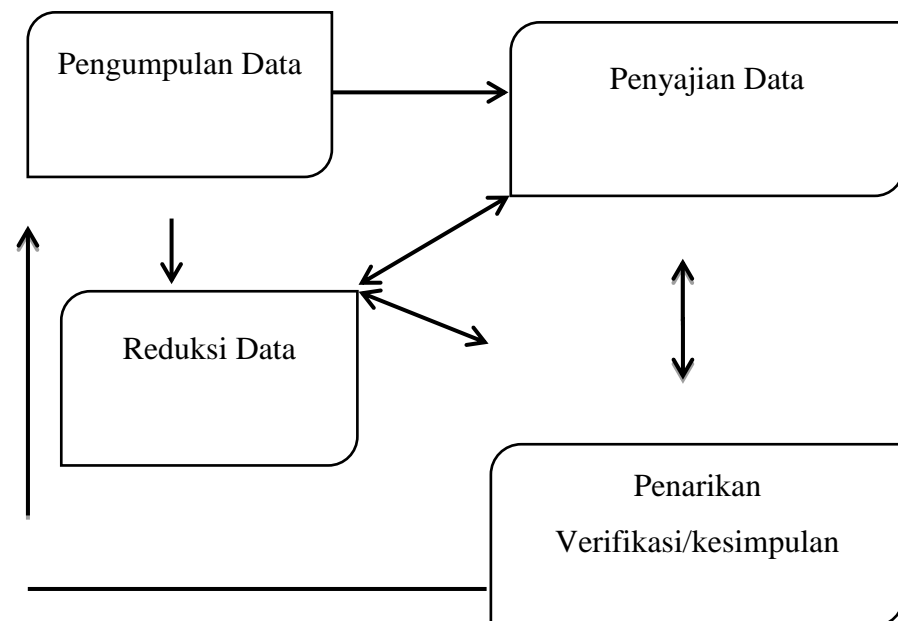 Pengumpulan Data
Penyajian Data
Reduksi Data
Penarikan
Verifikasi/kesimpulan